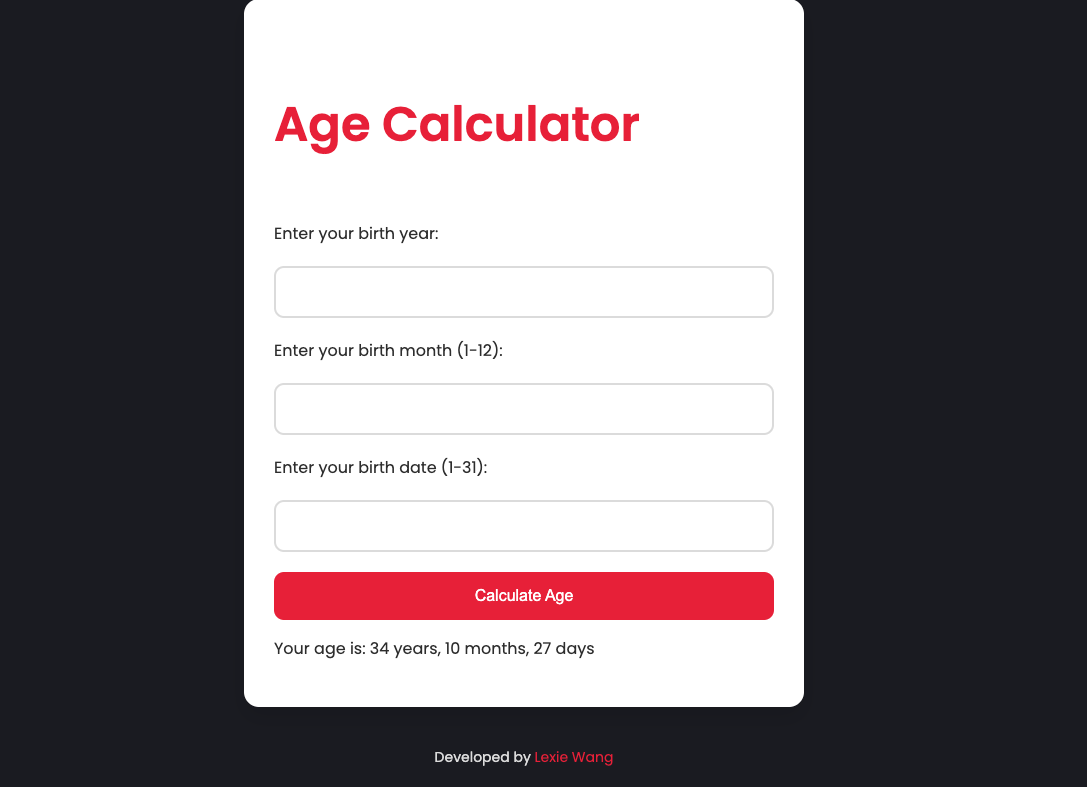 Age Calculator
Enter your birth year:
Enter your birth month (1-12):
Enter your birth date (1-31):
Calculate Age
Your age is: 34 years, 10 months, 27 days
Developed by Lexie Wang